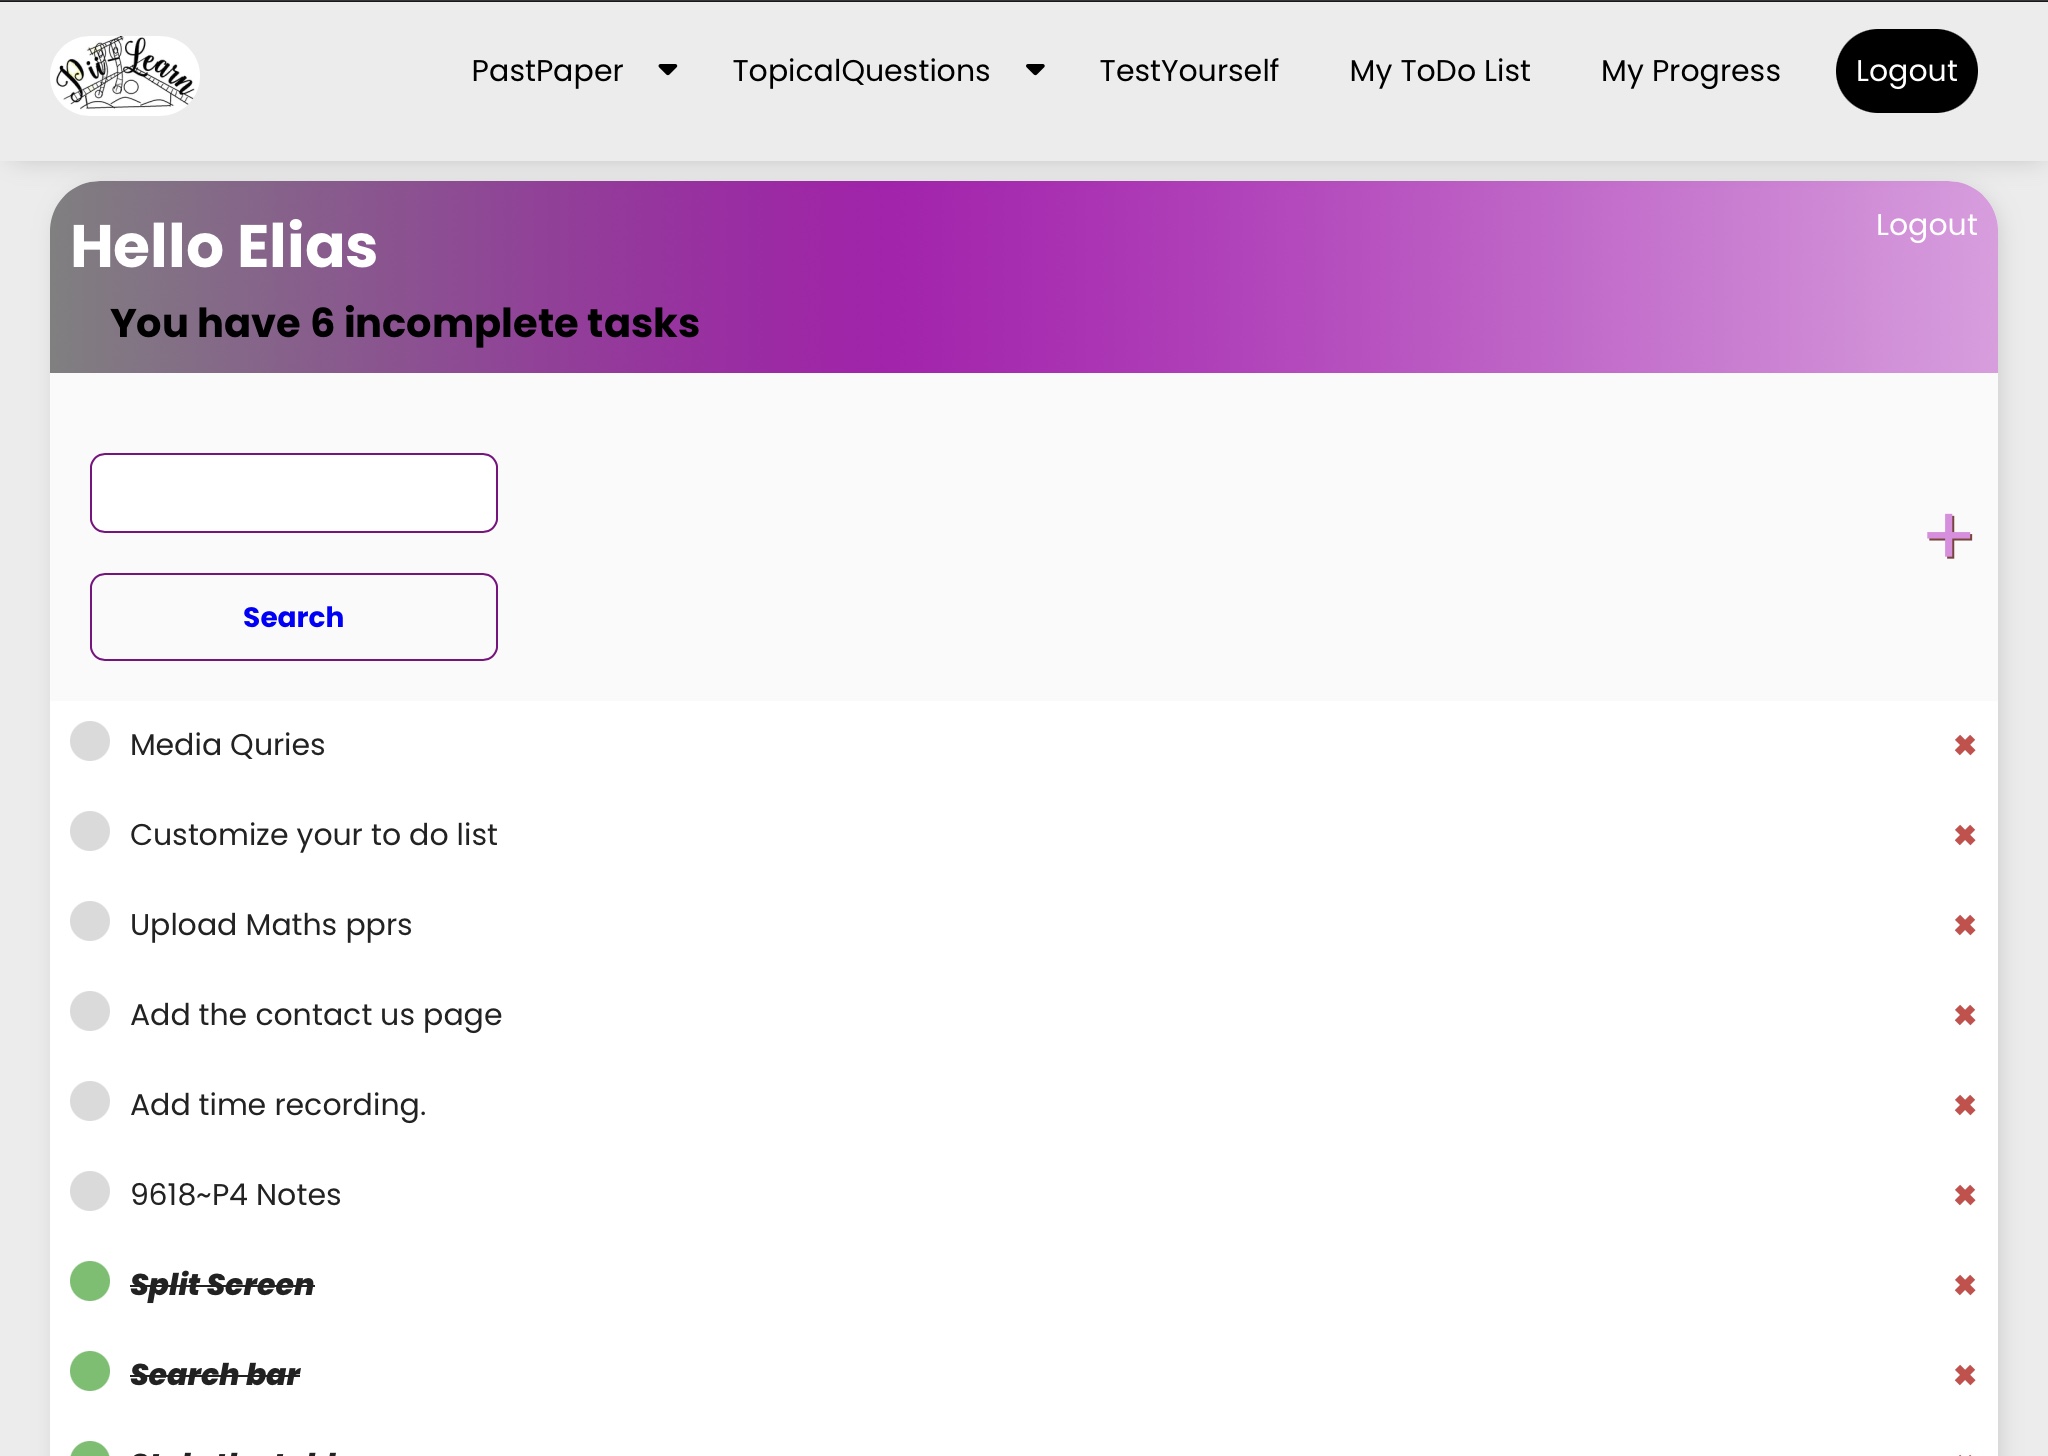 Learn
PastPaper TopicalQuestions TestYourself My ToDo List My Progress Logout
Hello Elias
Logout
You have 6 incomplete tasks
Search
Media Quries
Customize your to do list
Upload Maths pprs
Add the contact us page
Add time recording.
9618~P4 Notes
Split Screen
Search bar